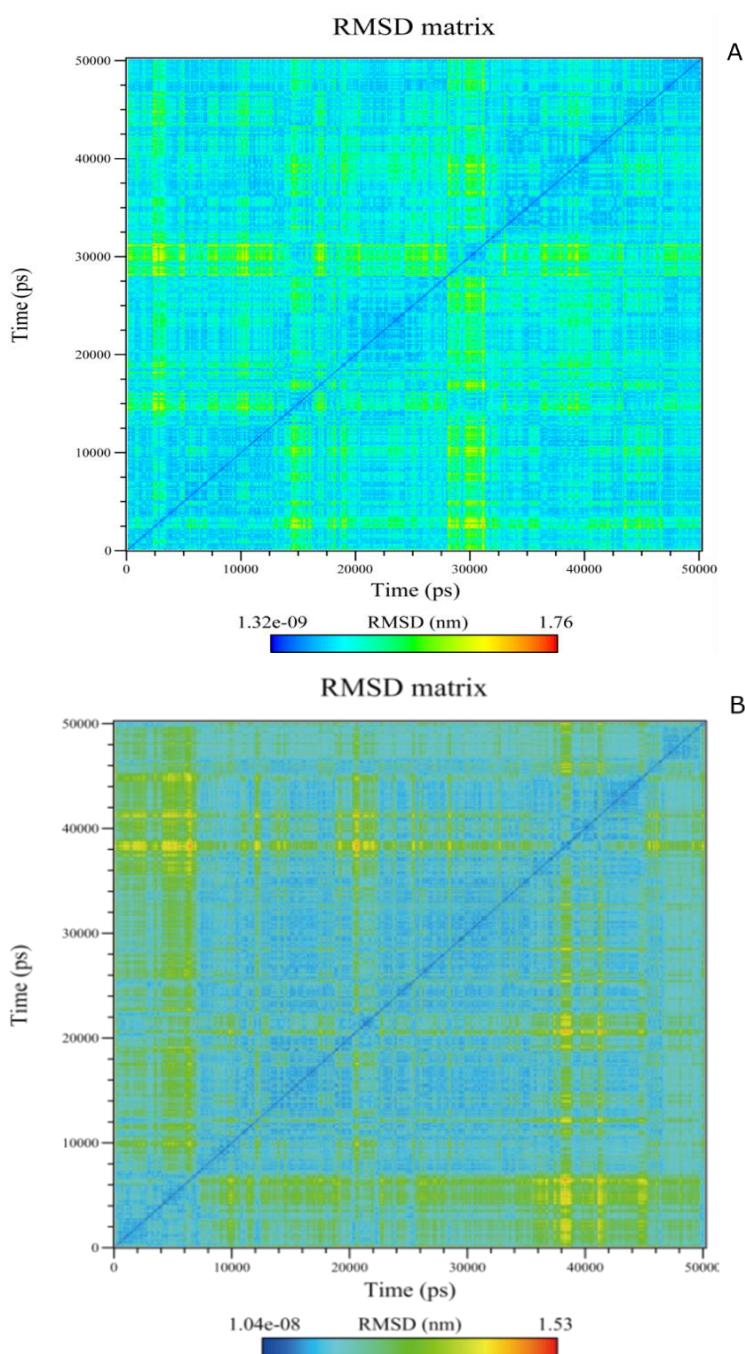 RMSD matrix
A
50000
40000
30000
20000
10000
0
Time (ps)
0 10000 20000 30000 40000 50000
Time (ps)
1.32e-09 RMSD (nm) 1.76
RMSD matrix
B
50000
40000
30000
20000
10000
0
Time (ps)
0 10000 20000 30000 40000 5000(
Time (ps)
1.04e-08 RMSD (nm) 1.53